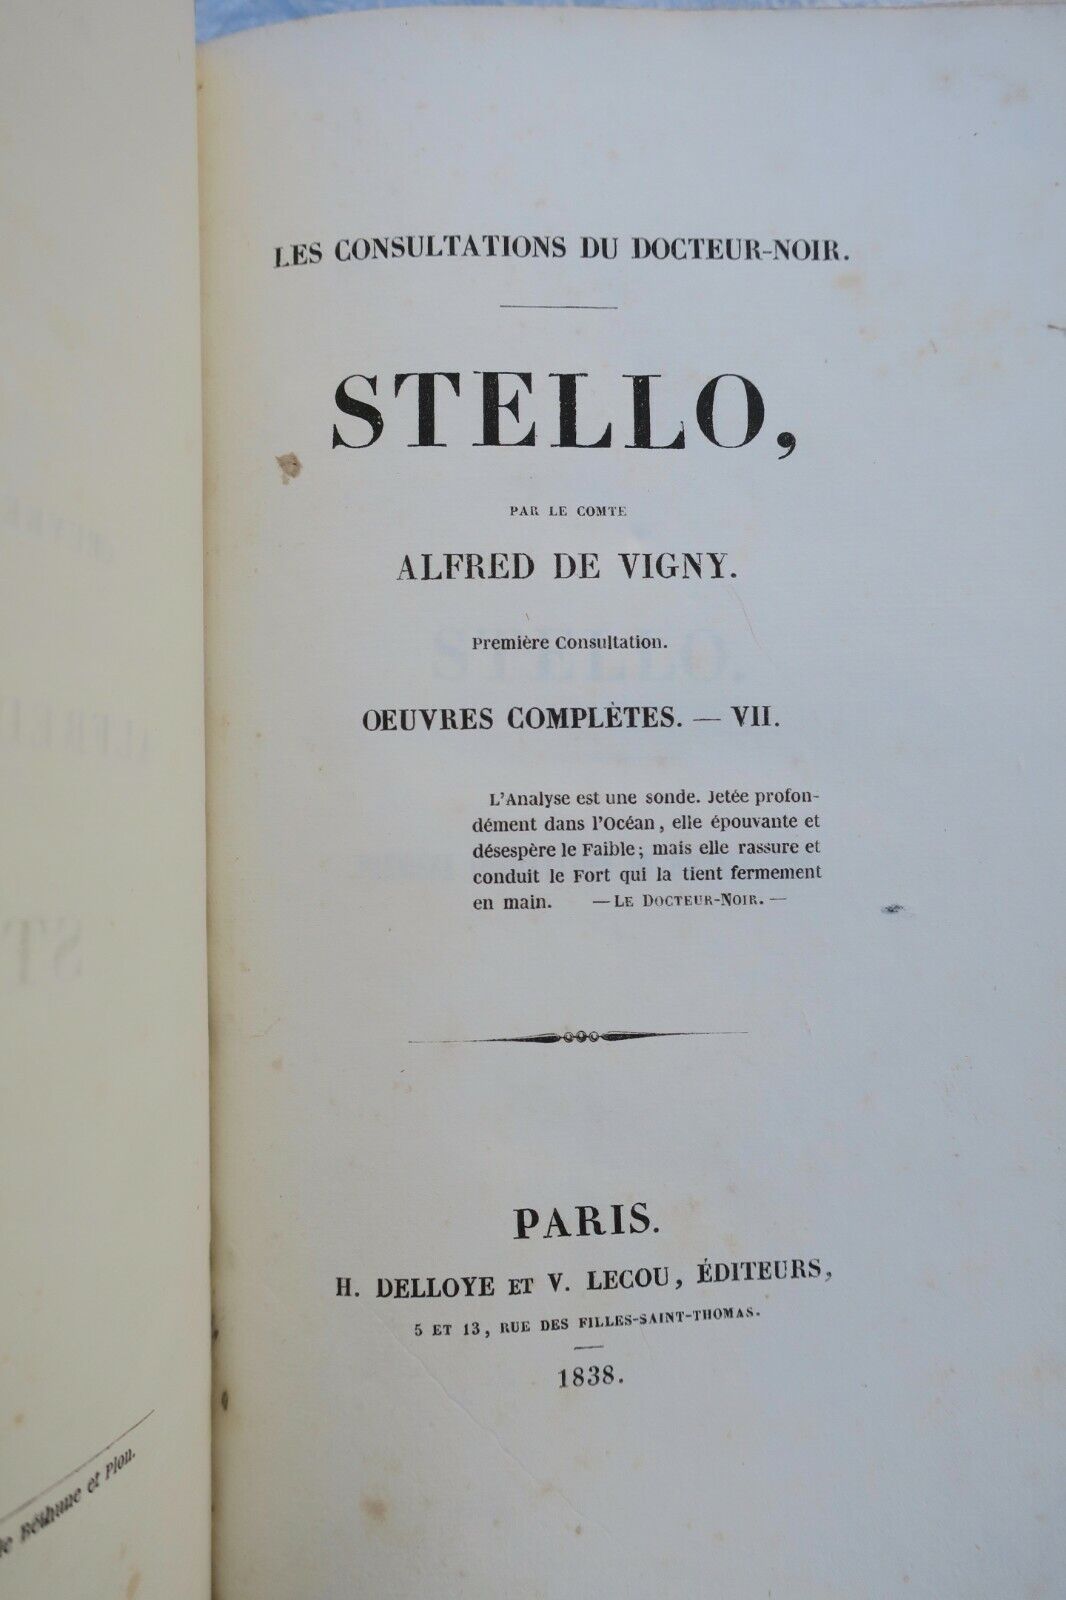 LES CONSULTATIONS DU DOCTEUR-NOIR.
STELLO,
PAR LE COMTE
ALFRED DE VIGNY.
Première Consultation.
OEUVRES COMPLÈTES. — VII.
L'Analyse est une sonde. Jetée profon-
dément dans l'Océan, elle épouvante et
désespère le Faible; mais elle rassure et
conduit le Fort qui la tient fermement
en main. — LE DOCTEUR-NOIR. —
PARIS.
H. DELLOYE ET V. LECOU, ÉDITEURS,
5 ET 13, RUE DES FILLES-SAINT-THOMAS.
1838.
Béthune et Plon.